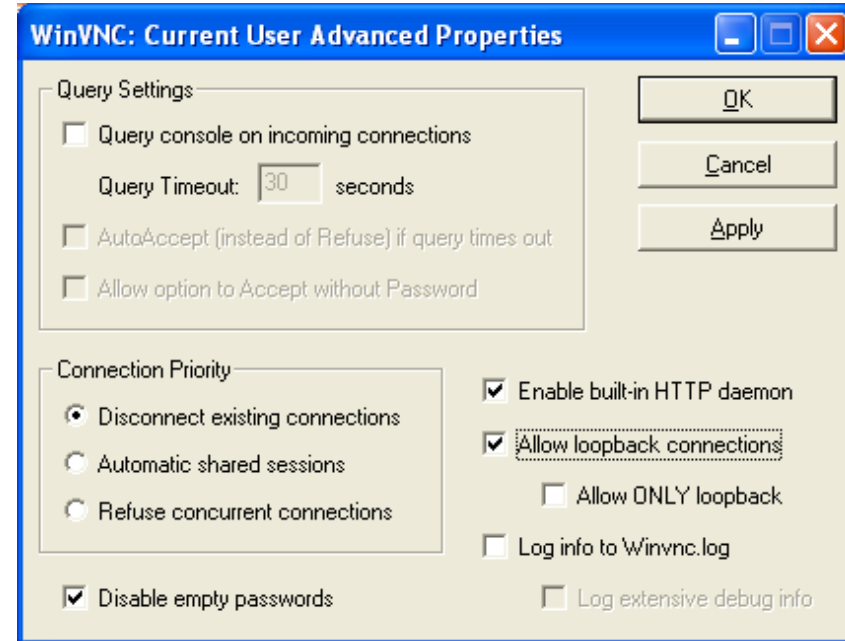 WinVNC: Current User Advanced Properties
Query Settings
Query console on incoming connections
Query Timeout: 30 seconds
AutoAccept (instead of Refuse) if query times out
Allow option to Accept without Password
OK
Cancel
Apply
Connection Priority
Disconnect existing connections
Automatic shared sessions
Refuse concurrent connections
Disable empty passwords
Enable built-in HTTP daemon
Allow loopback connections
Allow ONLY loopback
Log info to Winvnc.log
Log extensive debug info